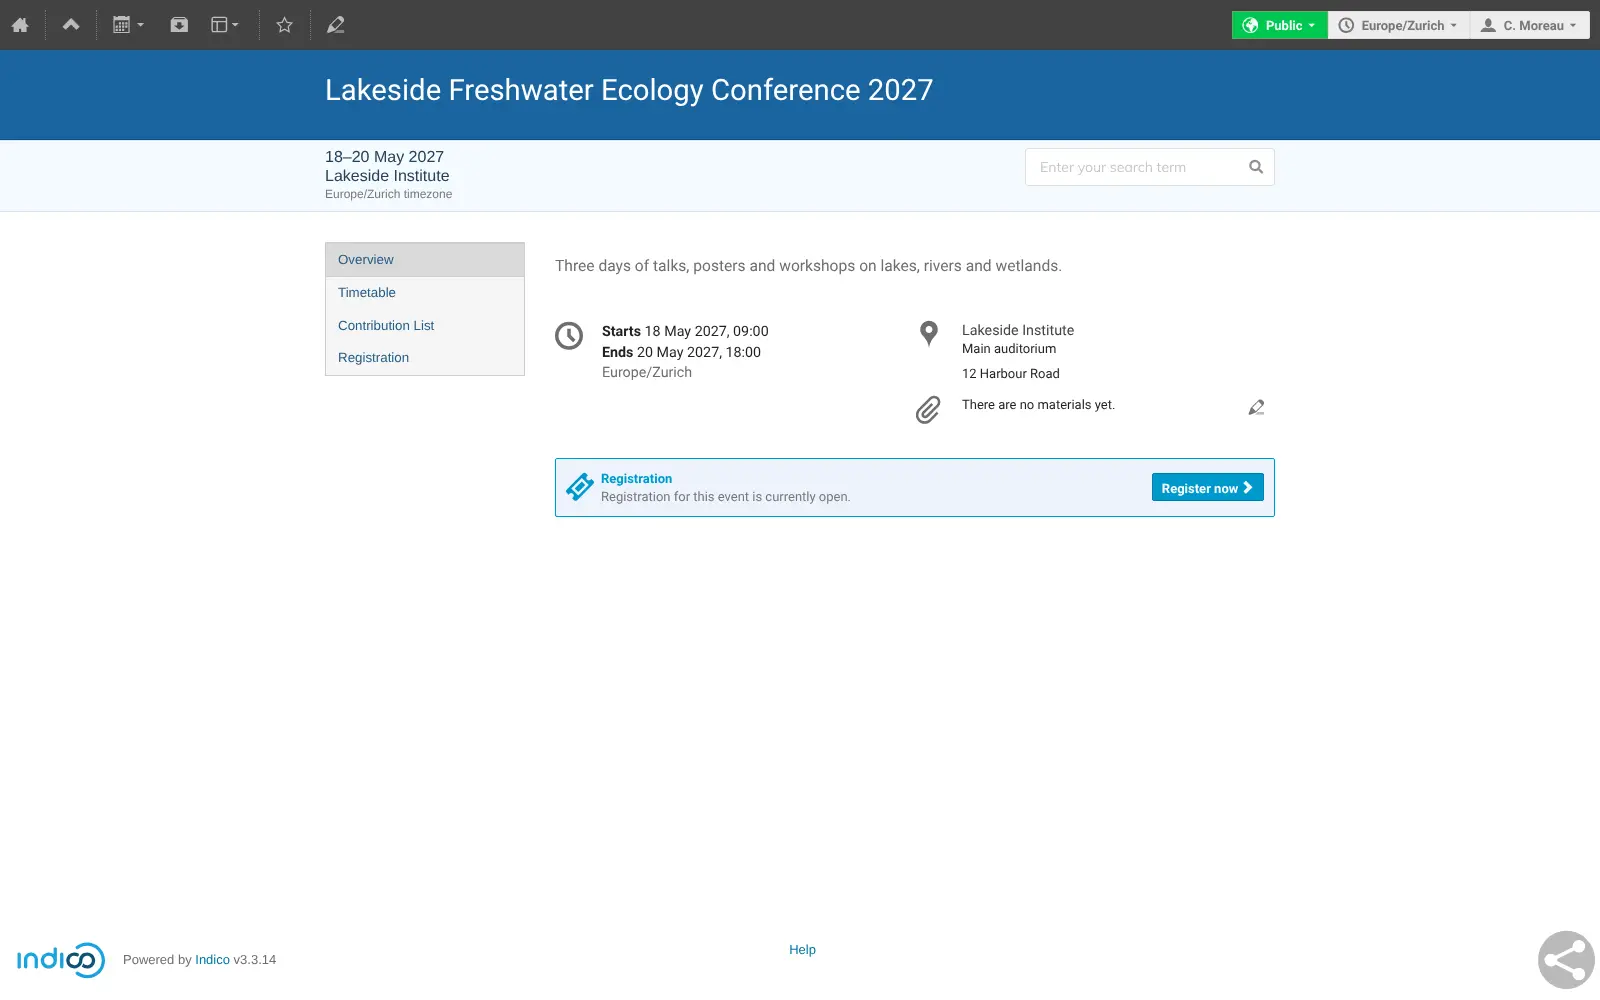 Public
Europe/Zurich
C. Moreau
Lakeside Freshwater Ecology Conference 2027
18–20 May 2027
Lakeside Institute
Europe/Zurich timezone
Enter your search term
Overview
Timetable
Contribution List
Registration
Three days of talks, posters and workshops on lakes, rivers and wetlands.
Starts 18 May 2027, 09:00
Ends 20 May 2027, 18:00
Europe/Zurich
Lakeside Institute
Main auditorium
12 Harbour Road
There are no materials yet.
Registration
Registration for this event is currently open.
Register now
indico
Powered by Indico v3.3.14
Help